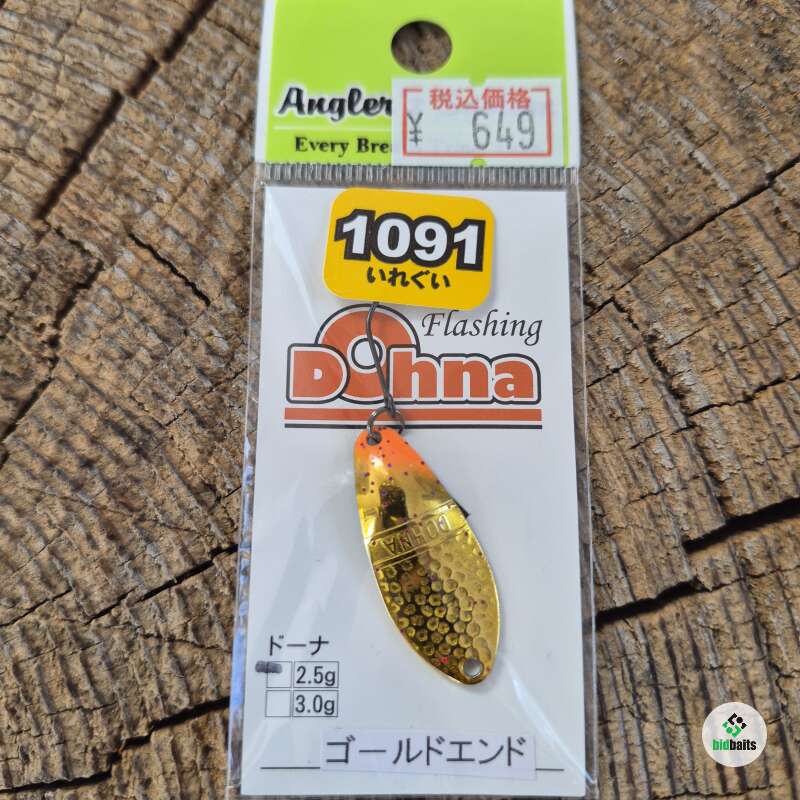 Angler
税込価格
¥ 649
Every
1091
いれぐい
Flashing
Dohna
DOHNA
ドーナ
2.5g
3.0g
ゴールドエンド
bidbaits